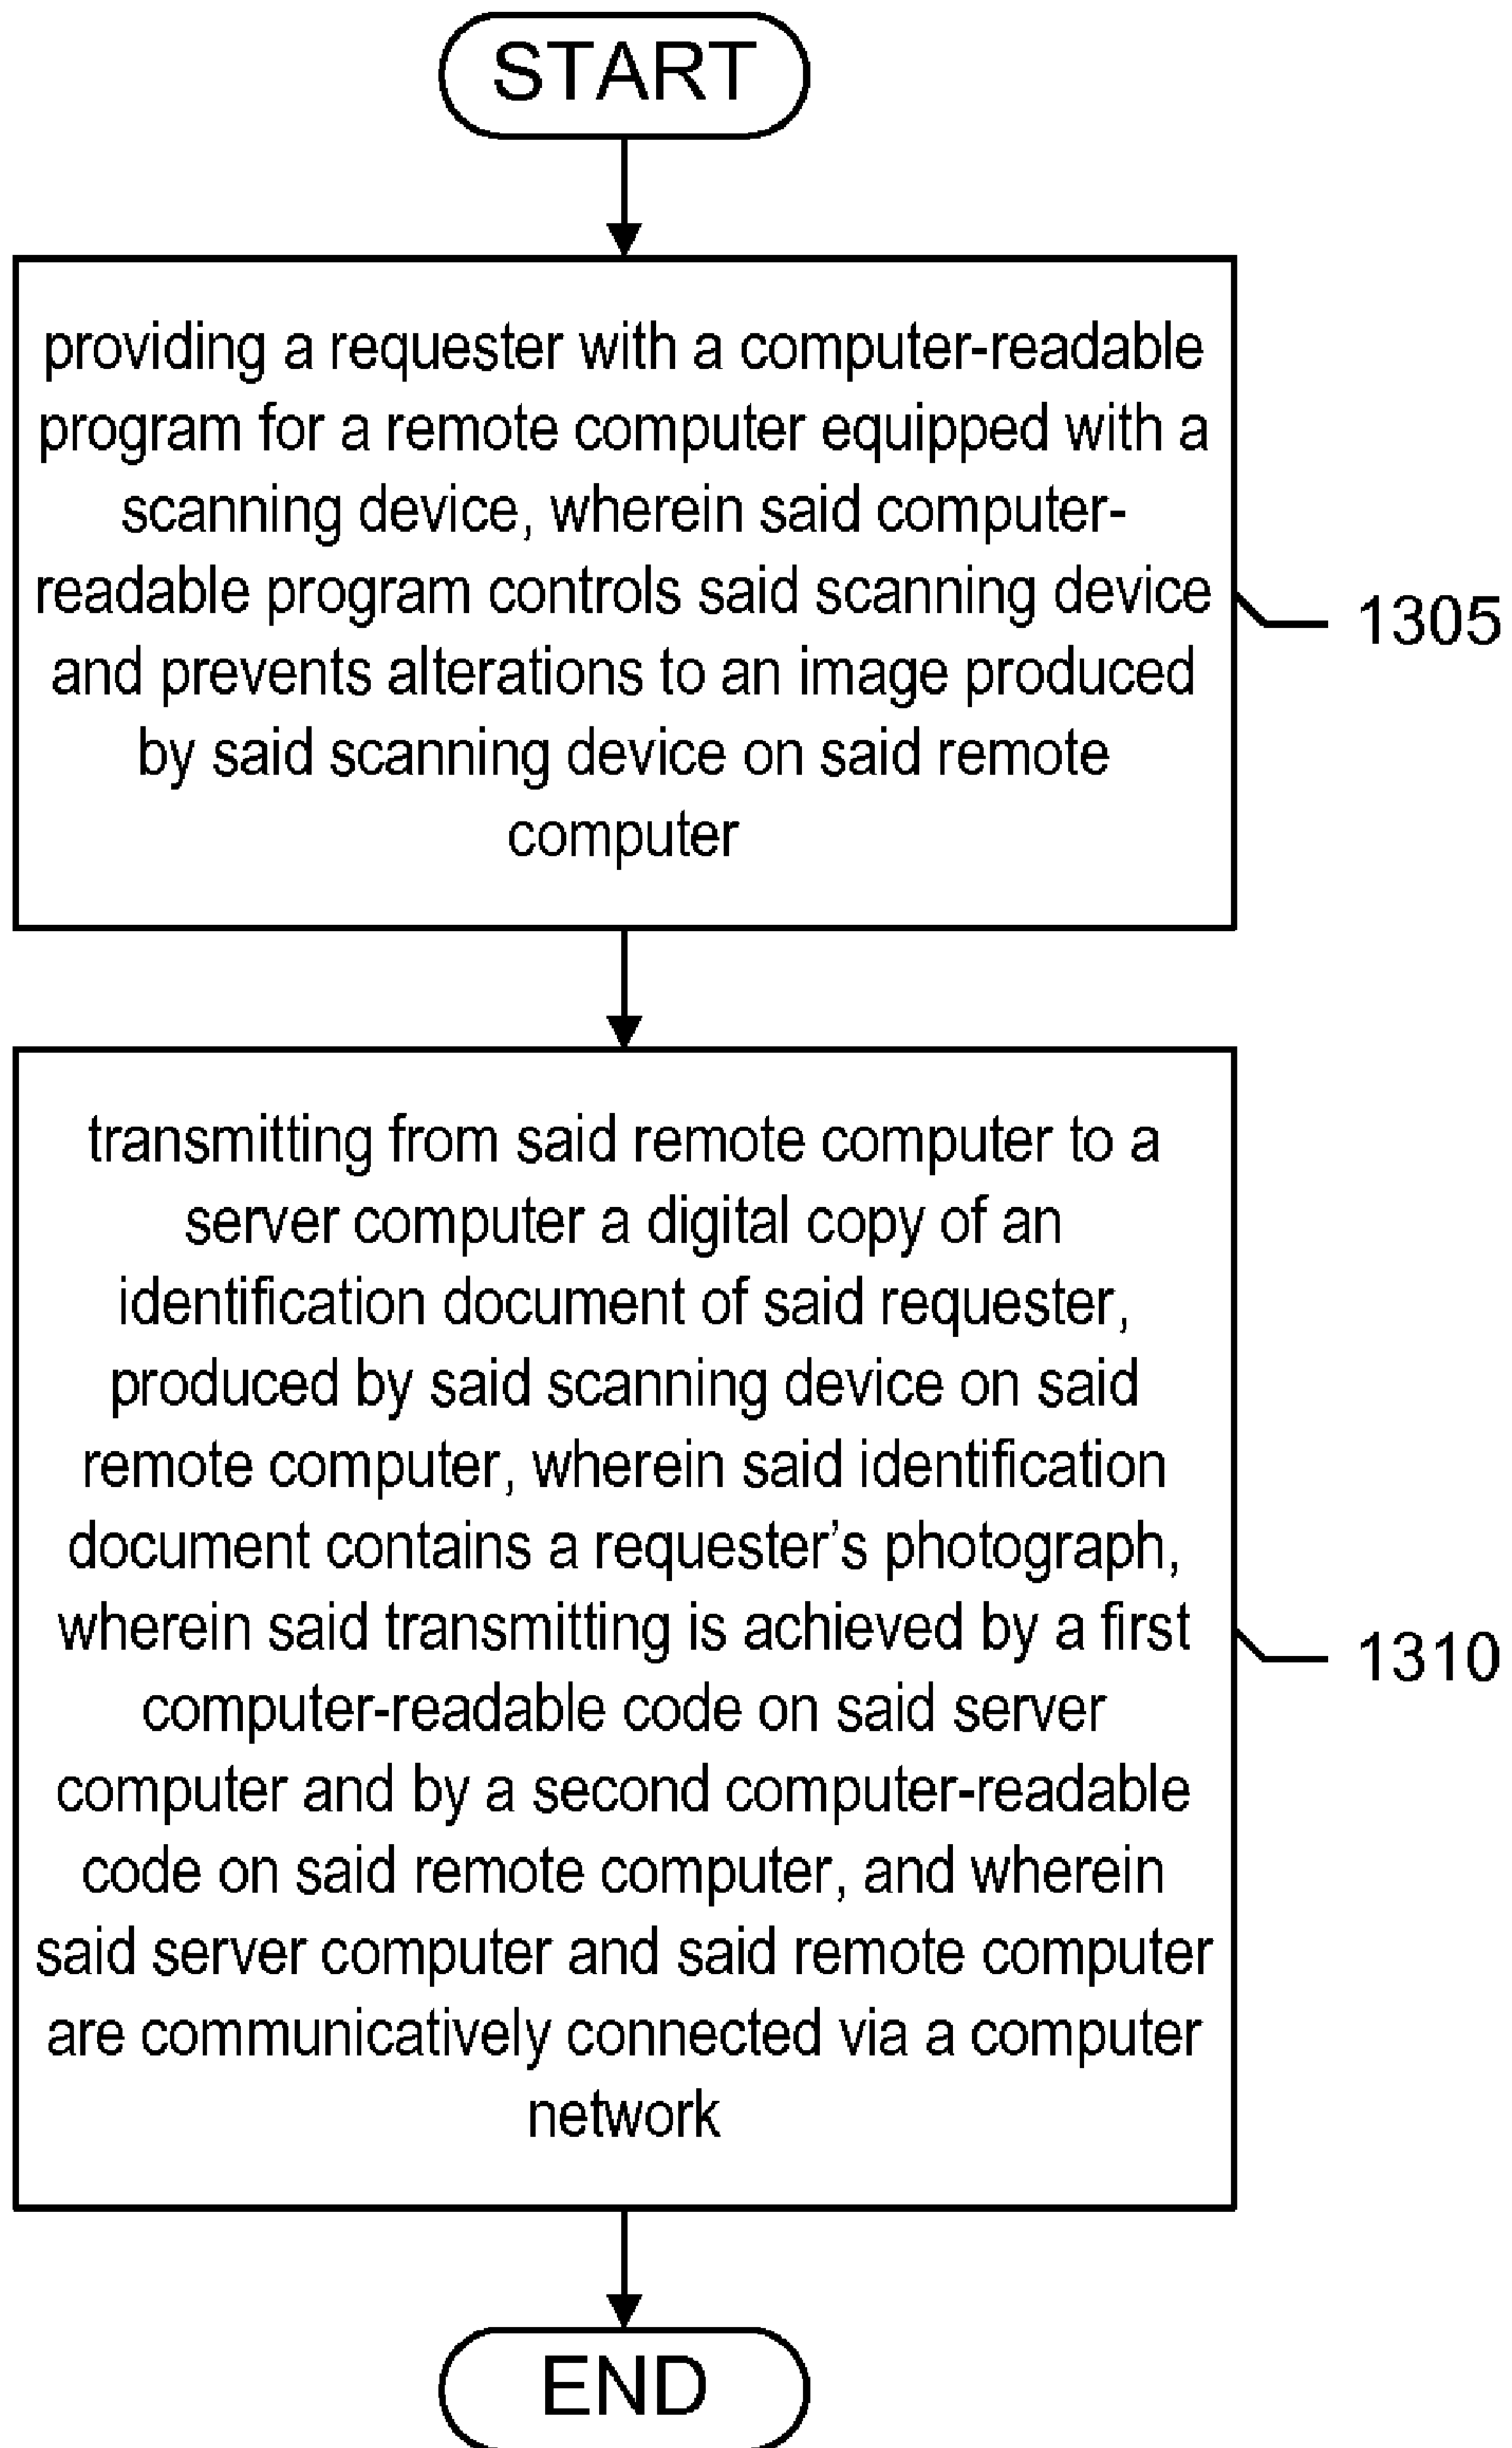 START
providing a requester with a computer-readable
program for a remote computer equipped with a
scanning device, wherein said computer-
readable program controls said scanning device
and prevents alterations to an image produced
by said scanning device on said remote
computer
1305
transmitting from said remote computer to a
server computer a digital copy of an
identification document of said requester,
produced by said scanning device on said
remote computer, wherein said identification
document contains a requester’s photograph,
wherein said transmitting is achieved by a first
computer-readable code on said server
computer and by a second computer-readable
code on said remote computer, and wherein
said server computer and said remote computer
are communicatively connected via a computer
network
1310
END